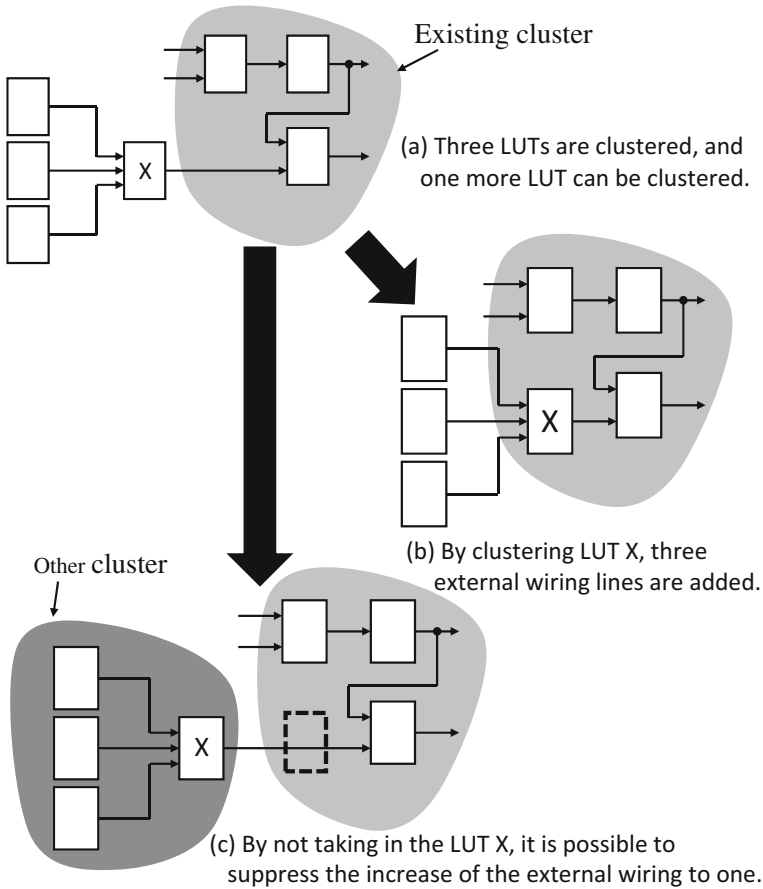 Existing cluster
X
(a) Three LUTs are clustered, and
one more LUT can be clustered.
X
(b) By clustering LUT X, three
external wiring lines are added.
Other cluster
X
(c) By not taking in the LUT X, it is possible to
suppress the increase of the external wiring to one.